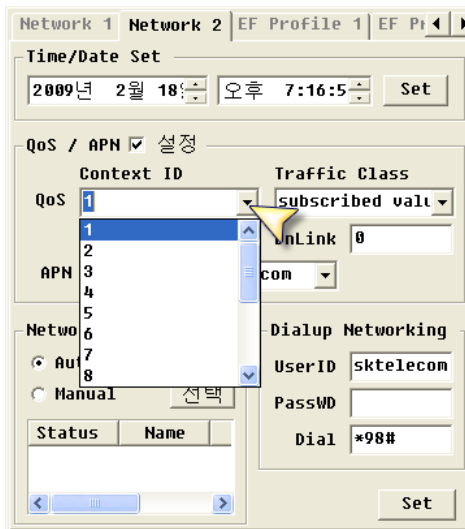 Network 1 Network 2 EF Profile 1 EF Pr
Time/Date Set
2009년 2월 18 오후 7:16:5 Set
QoS / APN 설정
Context ID Traffic Class
QoS 1 subscribed valu
1
2
3
4
5
6
7
8
nLink 0
APN com
Netwo
Dialup Networking
Aut
Manual 선택
UserID sktelecom
PassWD
Status Name
Dial *98#
Set